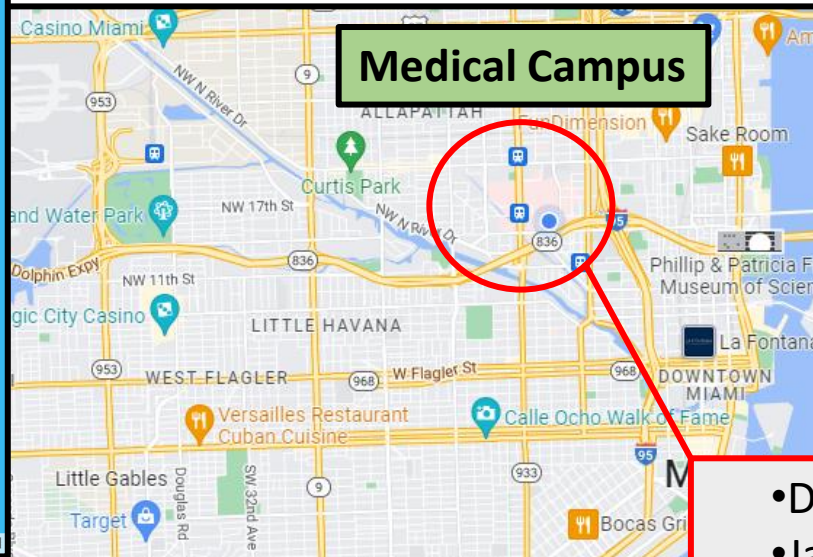 Casino Miami
Medical Campus
Am
9
953
NW N River Dr
ALLAPATTAH
FunDimension
Sake Room
Curtis Park
and Water Park
NW 17th St
NW N River Dr
95
836
836
Dolphin Expy
NW 11th St
Phillip & Patricia F
Museum of Scien
gic City Casino
LITTLE HAVANA
La Fontana
953
WEST FLAGLER
968
W Flagler St
968
DOWNTOWN
MIAMI
Versailles Restaurant
Cuban Cuisine
Calle Ocho Walk of Fame
95
M
Little Gables
Douglas Rd
SW 32nd Ave
9
933
Target
Bocas Gri
•D
•Ja